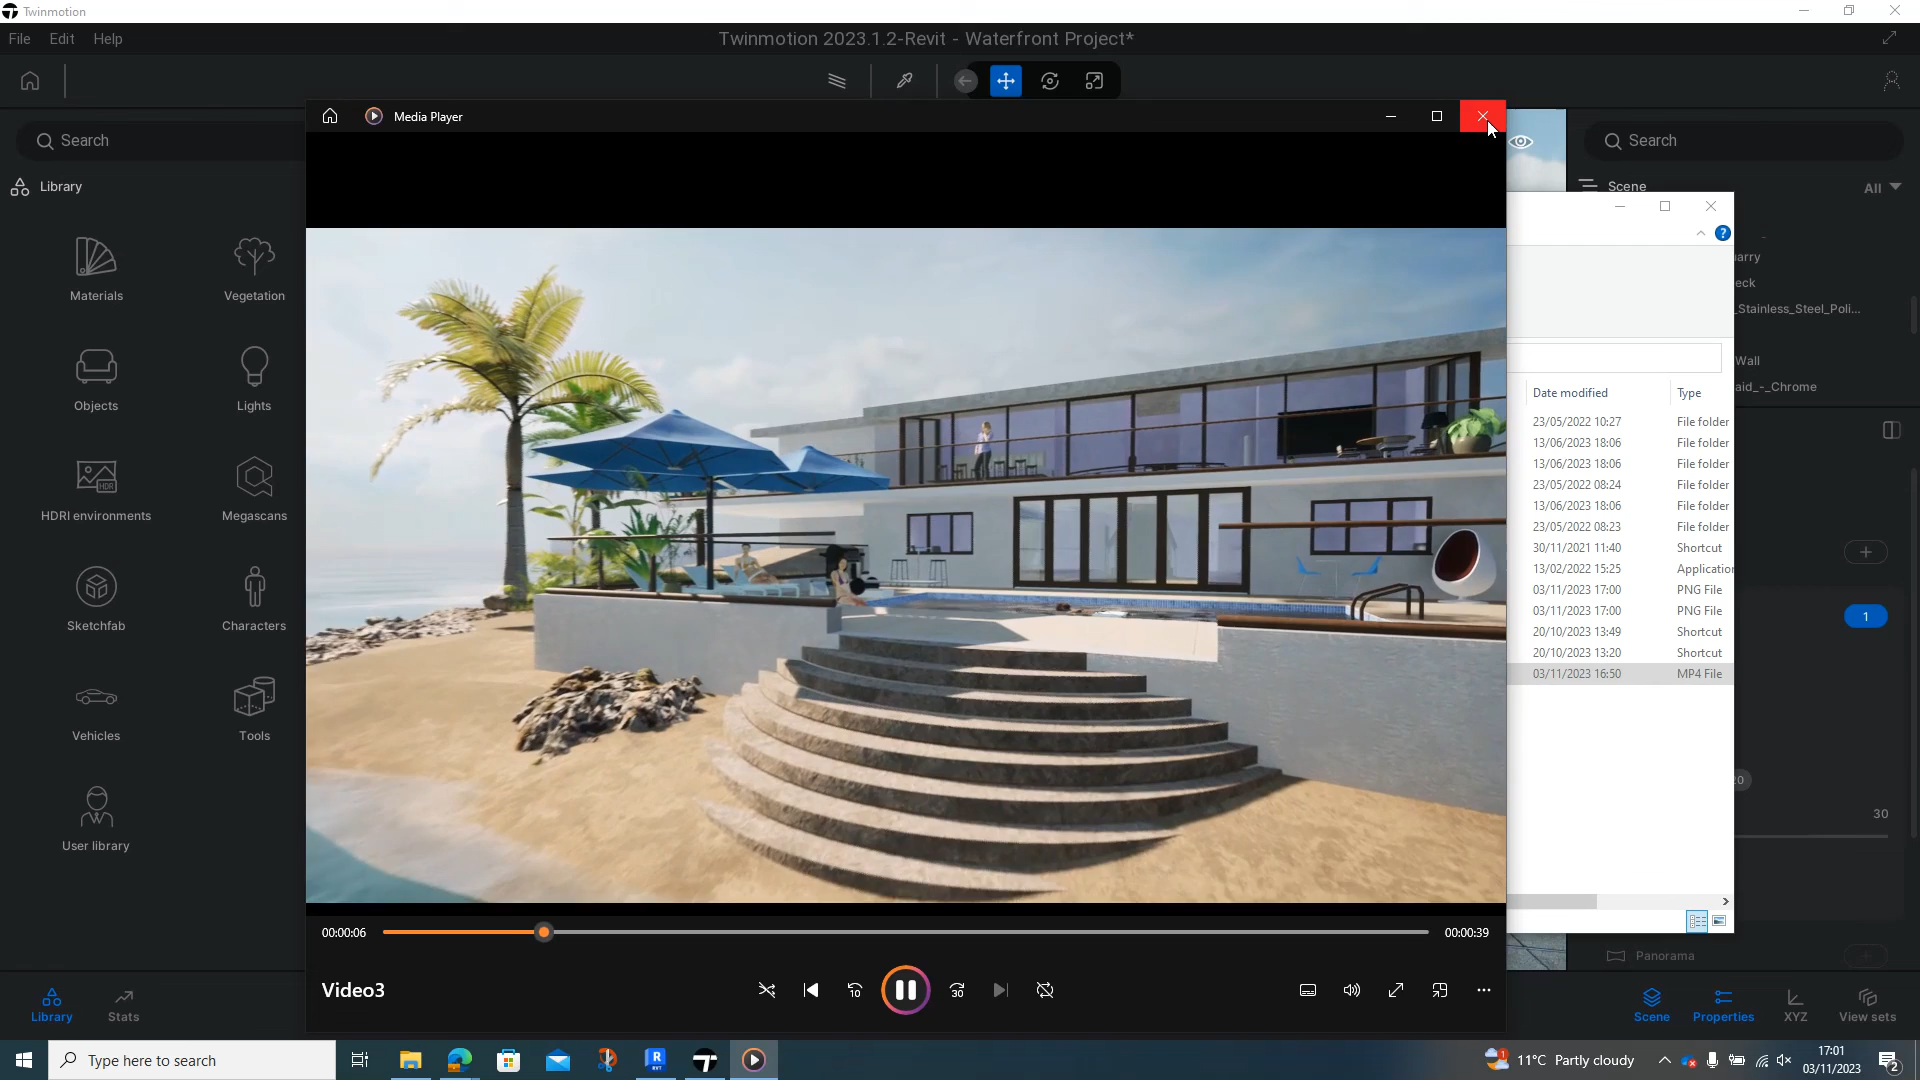 Twinmotion
File Edit Help
Twinmotion 2023.1.2-Revit - Waterfront Project*
Search
Library
Materials
Vegetation
Objects
Lights
HDR
HDRI environments
Megascans
Sketchfab
Characters
Vehicles
Tools
User library
Library
Stats
Media Player
00:00:06
00:00:39
Video3
10
30
Search
Scene
All
arry
eck
_Stainless_Steel_Poli...
Wall
aid_-_Chrome
?
Date modified Type
23/05/2022 10:27 File folder
13/06/2023 18:06 File folder
13/06/2023 18:06 File folder
23/05/2022 08:24 File folder
13/06/2023 18:06 File folder
23/05/2022 08:23 File folder
30/11/2021 11:40 Shortcut
13/02/2022 15:25 Application
03/11/2023 17:00 PNG File
03/11/2023 17:00 PNG File
20/10/2023 13:49 Shortcut
20/10/2023 13:20 Shortcut
03/11/2023 16:50 MP4 File
1
30
Panorama
Scene
Properties
XYZ
XYZ
View sets
Type here to search
R
RVT
1
11°C Partly cloudy
17:01
03/11/2023
2